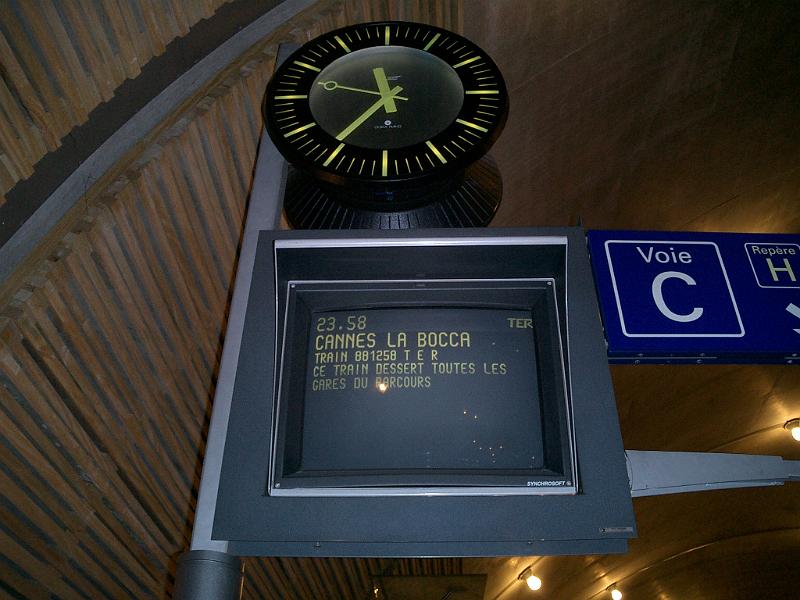 23.58
TER
CANNES LA BOCCA
TRAIN 881258 T E R
CE TRAIN DESSERT TOUTES LES
GARES DU PARCOURS
SYNCHROSOFT
Voie
C
Repère
H